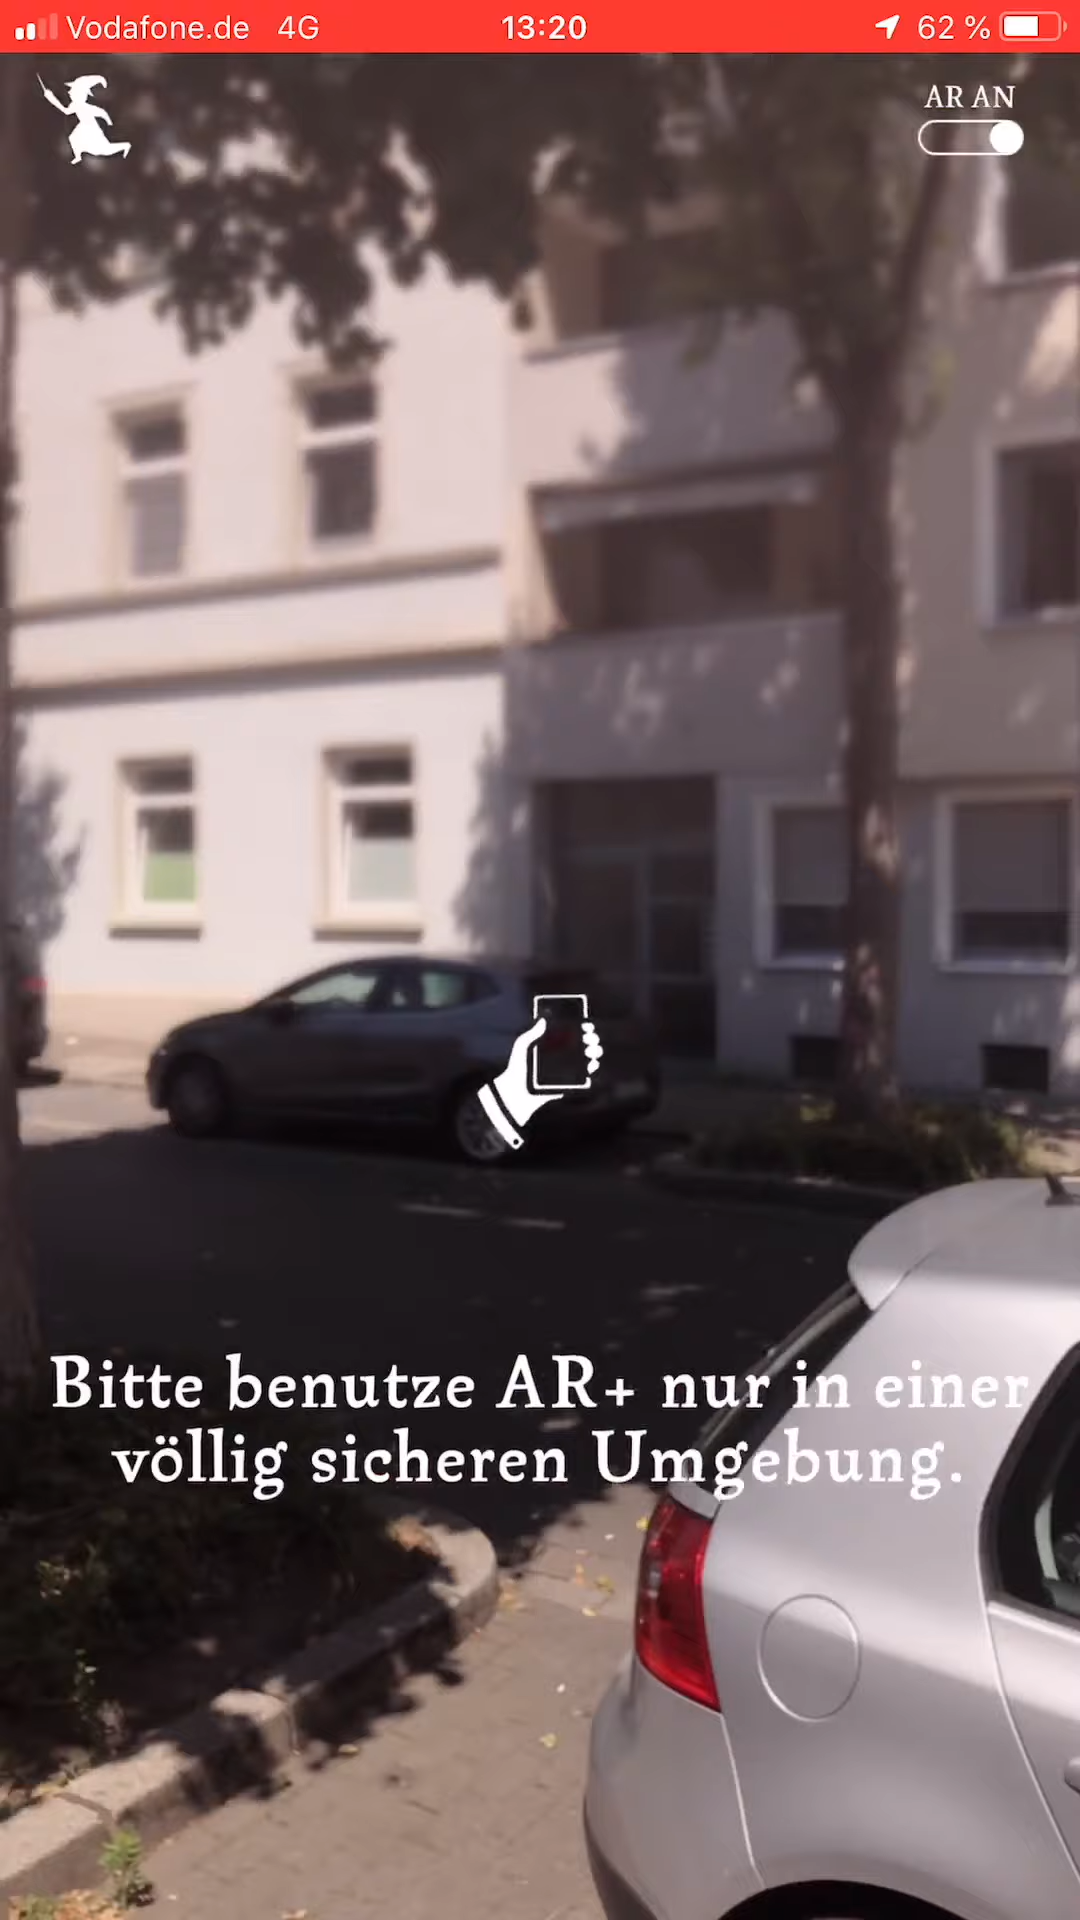 Vodafone.de 4G 13:20 62 %
AR AN
Bitte benutze AR+ nur in einer
völlig sicheren Umgebung.